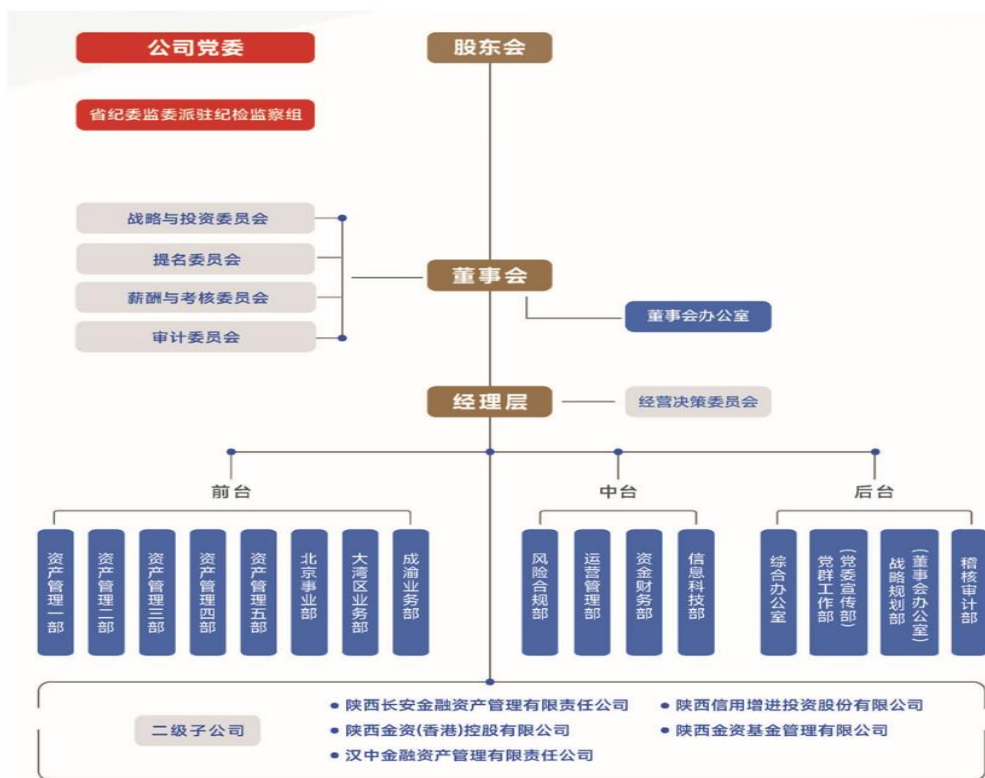 公司党委
股东会
省纪委监委派驻纪检监察组
战略与投资委员会
提名委员会
薪酬与考核委员会
审计委员会
董事会
董事会办公室
经理层
经营决策委员会
前台
中台
后台
资产管理一部
资产管理二部
资产管理三部
资产管理四部
资产管理五部
北京事业部
大湾区业务部
成渝业务部
风险合规部
运营管理部
资金财务部
信息科技部
综合办公室
党群工作部
(党委宣传部)
战略规划部
(董事会办公室)
稽核审计部
二级子公司
陕西长安金融资产管理有限责任公司
陕西信用增进投资股份有限公司
陕西金资(香港)控股有限公司
陕西金资基金管理有限公司
汉中金融资产管理有限责任公司